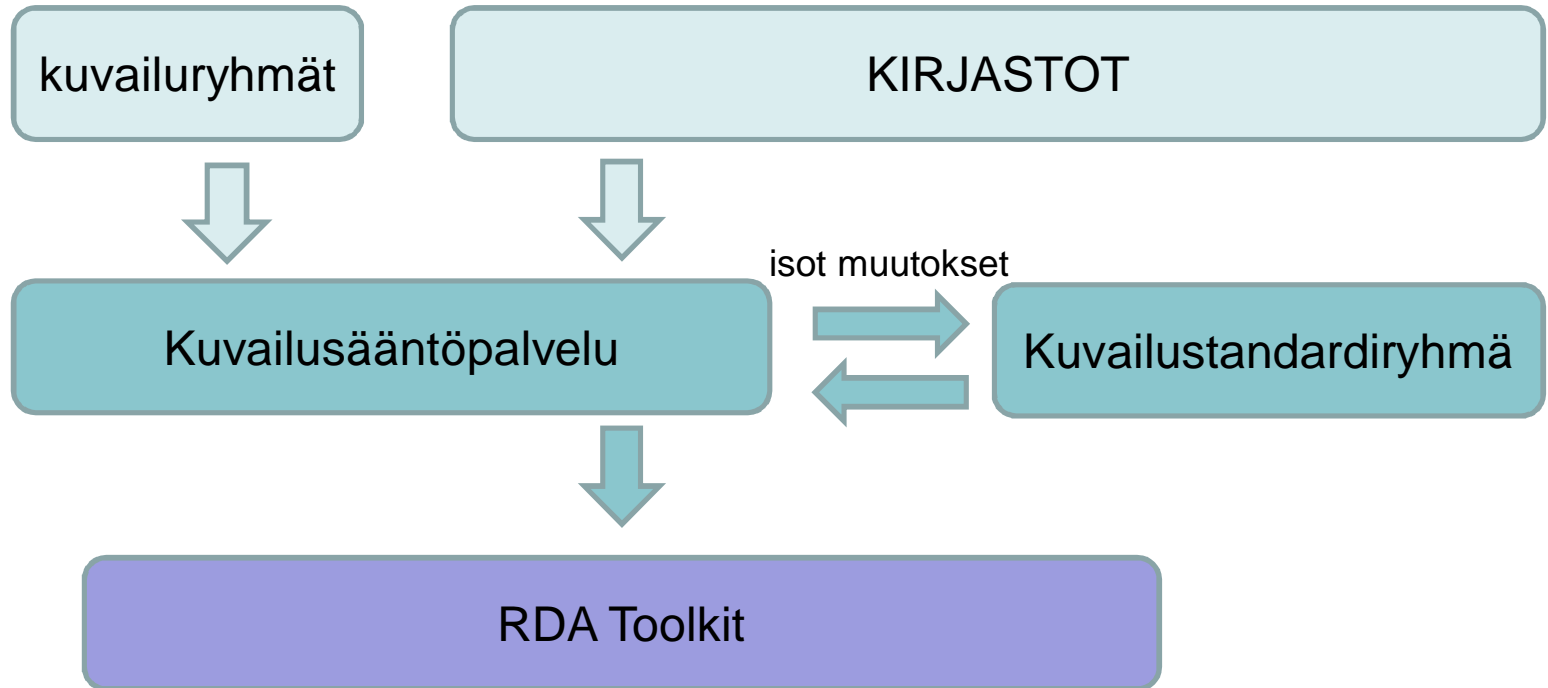 kuvailuryhmät
KIRJASTOT
isot muutokset
Kuvailusääntöpalvelu
Kuvailustandardiryhmä
RDA Toolkit